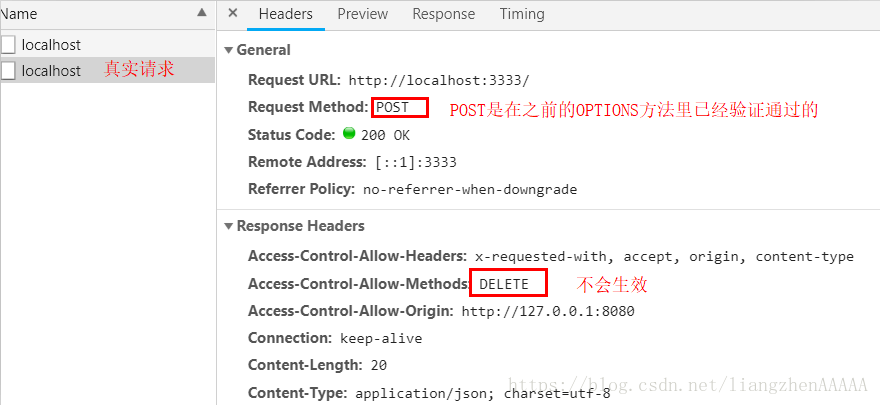 Name
localhost
localhost 真实请求
× Headers Preview Response Timing
General
Request URL: http://localhost:3333/
Request Method: POST POST是在之前的OPTIONS方法里已经验证通过的
Status Code: 200 OK
Remote Address: [::1]:3333
Referrer Policy: no-referrer-when-downgrade
Response Headers
Access-Control-Allow-Headers: x-requested-with, accept, origin, content-type
Access-Control-Allow-Methods: DELETE 不会生效
Access-Control-Allow-Origin: http://127.0.0.1:8080
Connection: keep-alive
Content-Length: 20
Content-Type: application/json; charset=utf-8
https://blog.csdn.net/liangzhenAAAAA